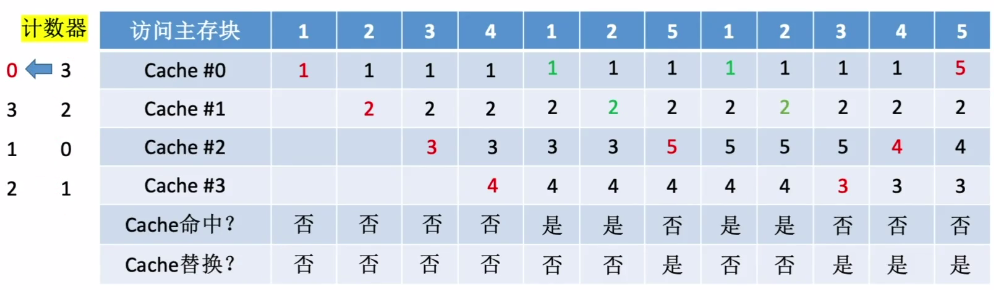 计数器 访问主存块 1 2 3 4 1 2 5 1 2 3 4 5
0 3 Cache #0 1 1 1 1 1 1 1 1 1 1 1 5
3 2 Cache #1 2 2 2 2 2 2 2 2 2 2 2
1 0 Cache #2 3 3 3 3 5 5 5 5 4 4
2 1 Cache #3 4 4 4 4 4 4 3 3 3
Cache命中? 否 否 否 否 是 是 否 是 是 否 否 否
Cache替换? 否 否 否 否 否 否 是 否 否 是 是 是